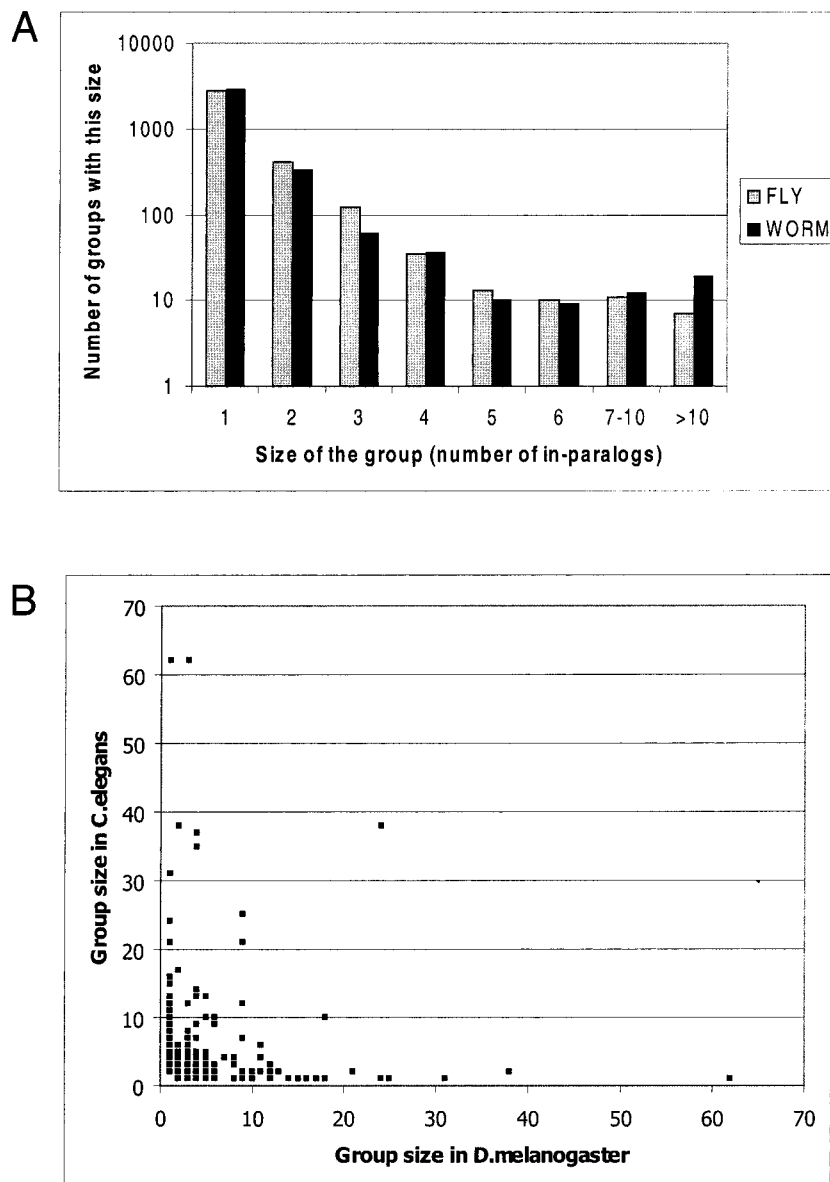 A
10000
1000
100
10
1
Number of groups with this size
1 2 3 4 5 6 7-10 >10
Size of the group (number of in-paralogs)
FLY
WORM
B
70
60
50
40
30
20
10
0
Group size in C.elegans
0 10 20 30 40 50 60 70
Group size in D.melanogaster